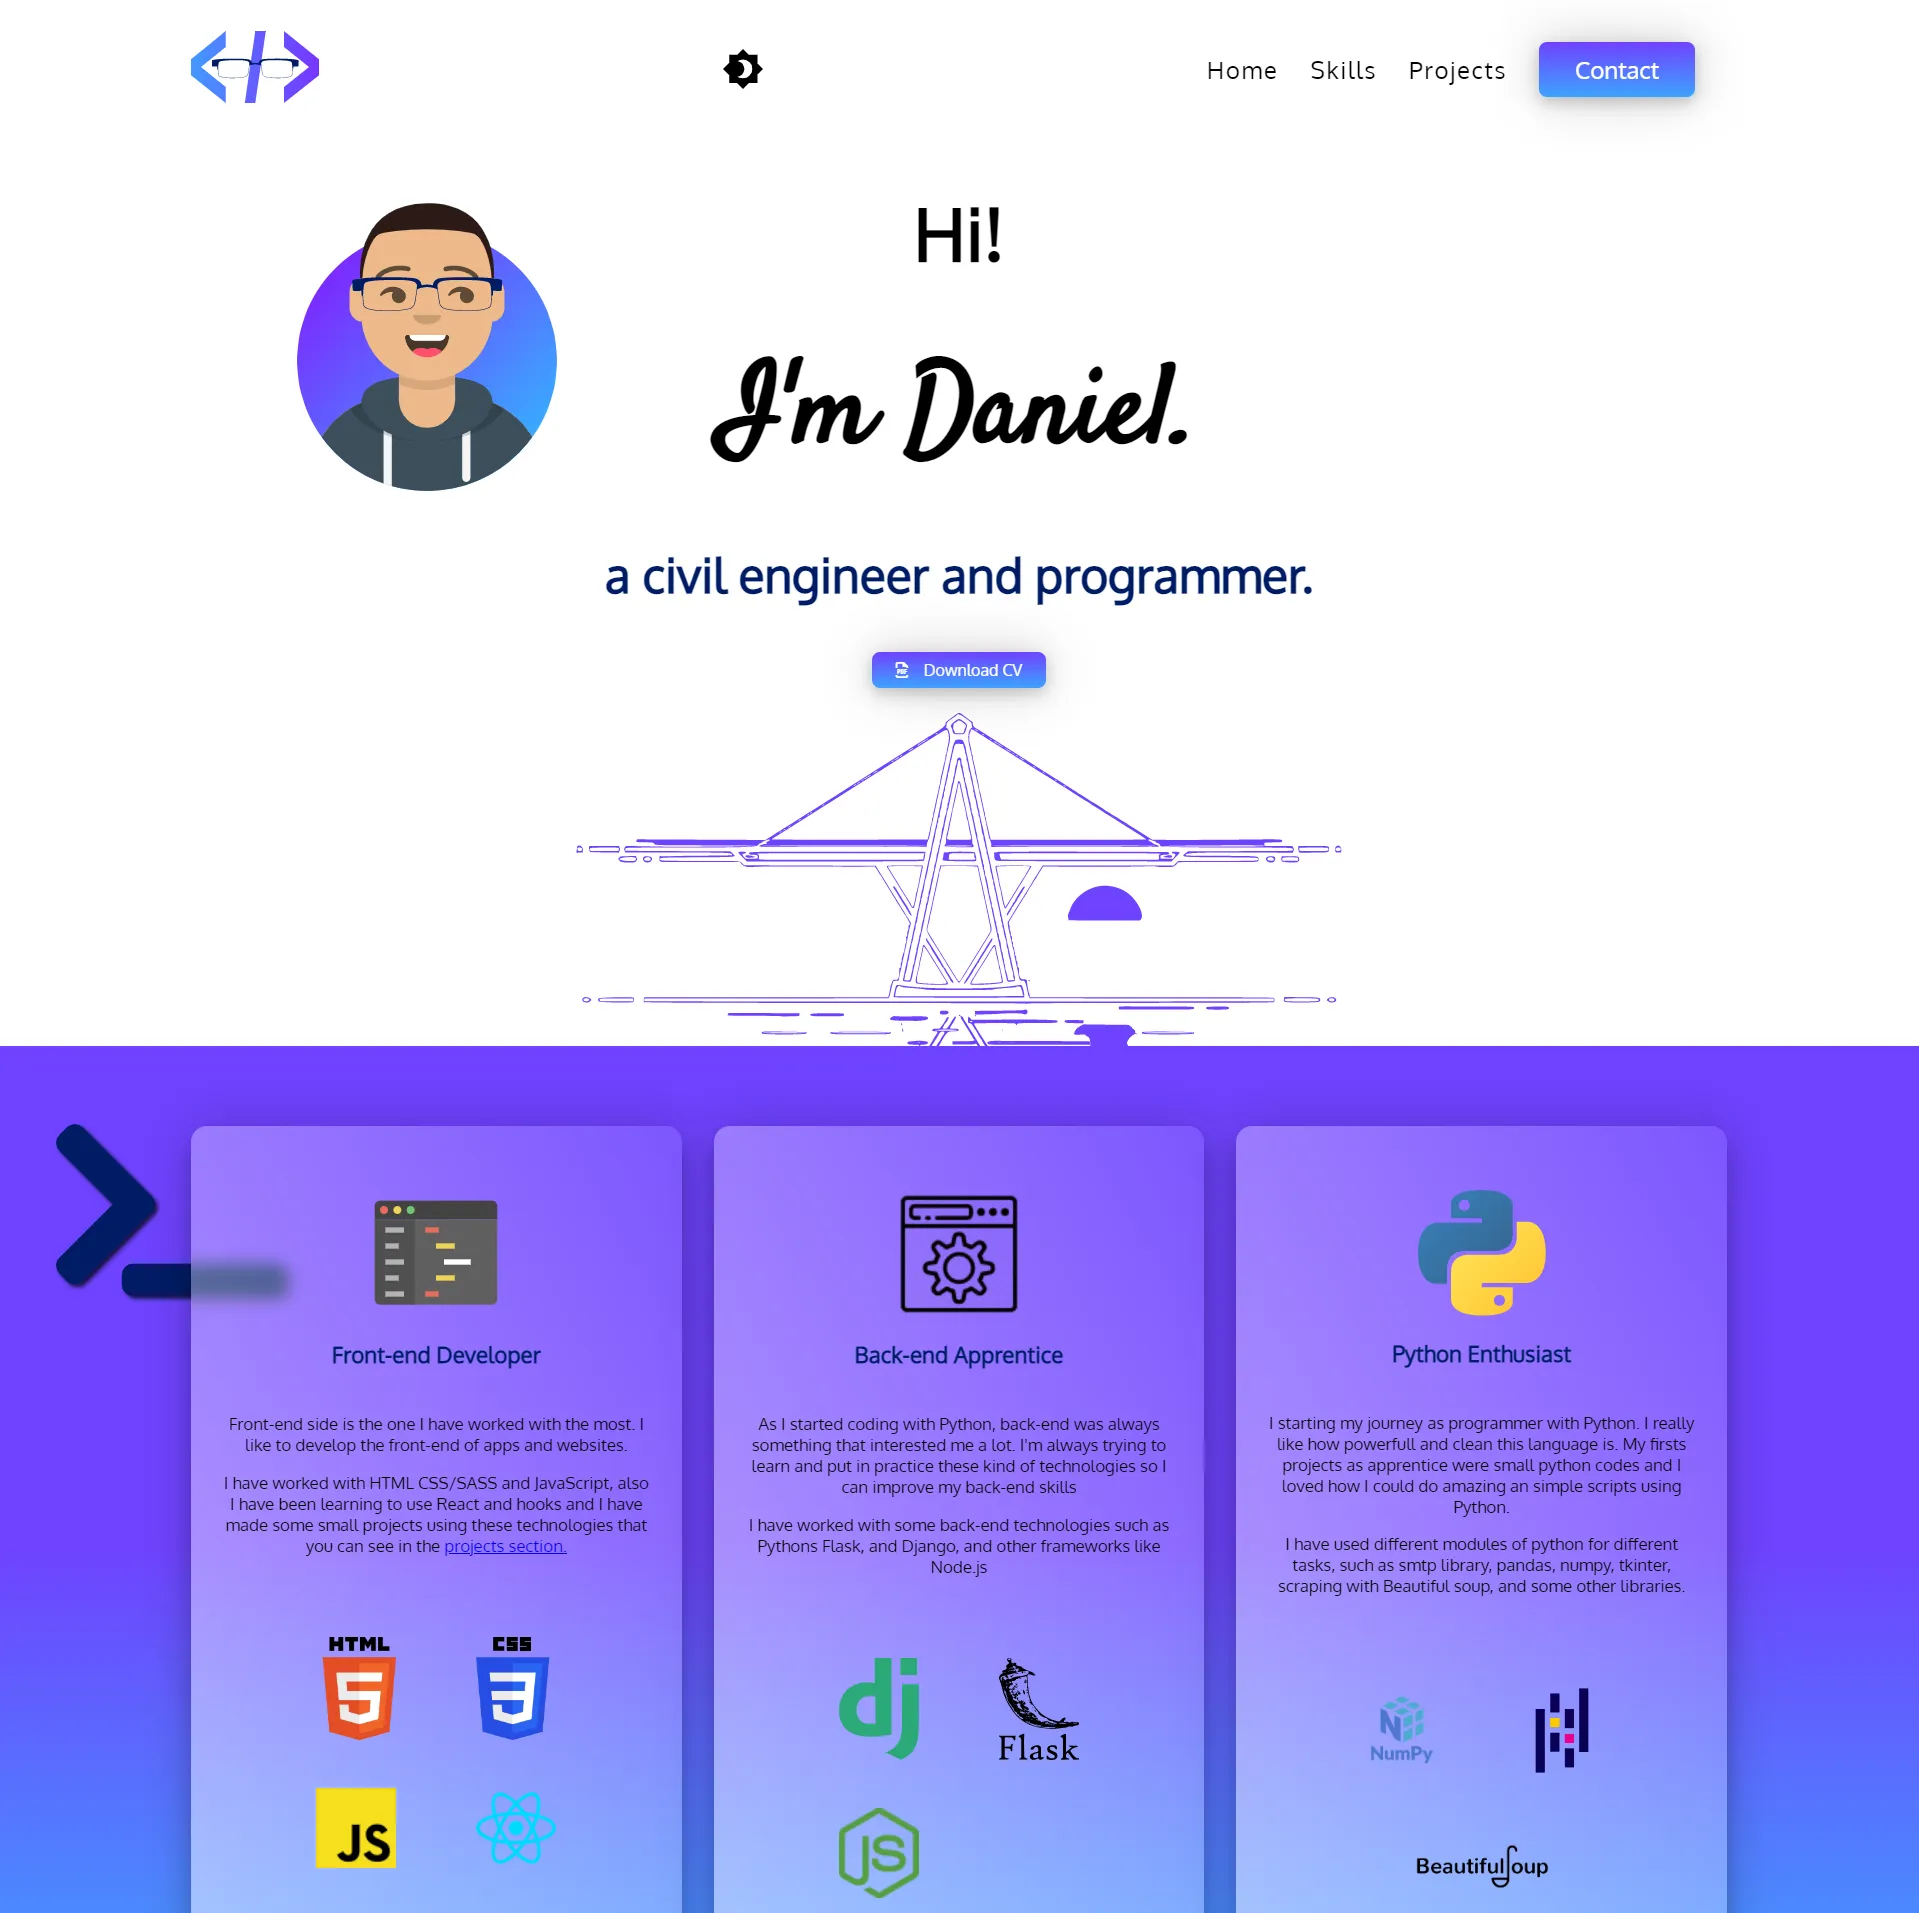 Home Skills Projects Contact
Hi!
I'm Daniel.
a civil engineer and programmer.
PDF Download CV
Front-end Developer
Front-end side is the one I have worked with the most. I
like to develop the front-end of apps and websites.
I have worked with HTML CSS/SASS and JavaScript, also
I have been learning to use React and hooks and I have
made some small projects using these technologies that
you can see in the projects section.
HTML
5
CSS
3
JS
Back-end Apprentice
As I started coding with Python, back-end was always
something that interested me a lot. I'm always trying to
learn and put in practice these kind of technologies so I
can improve my back-end skills
I have worked with some back-end technologies such as
Pythons Flask, and Django, and other frameworks like
Node.js
dj
Flask
JS
Python Enthusiast
I starting my journey as programmer with Python. I really
like how powerfull and clean this language is. My firsts
projects as apprentice were small python codes and I
loved how I could do amazing an simple scripts using
Python.
I have used different modules of python for different
tasks, such as smtp library, pandas, numpy, tkinter,
scraping with Beautiful soup, and some other libraries.
NumPy
BeautifulSoup